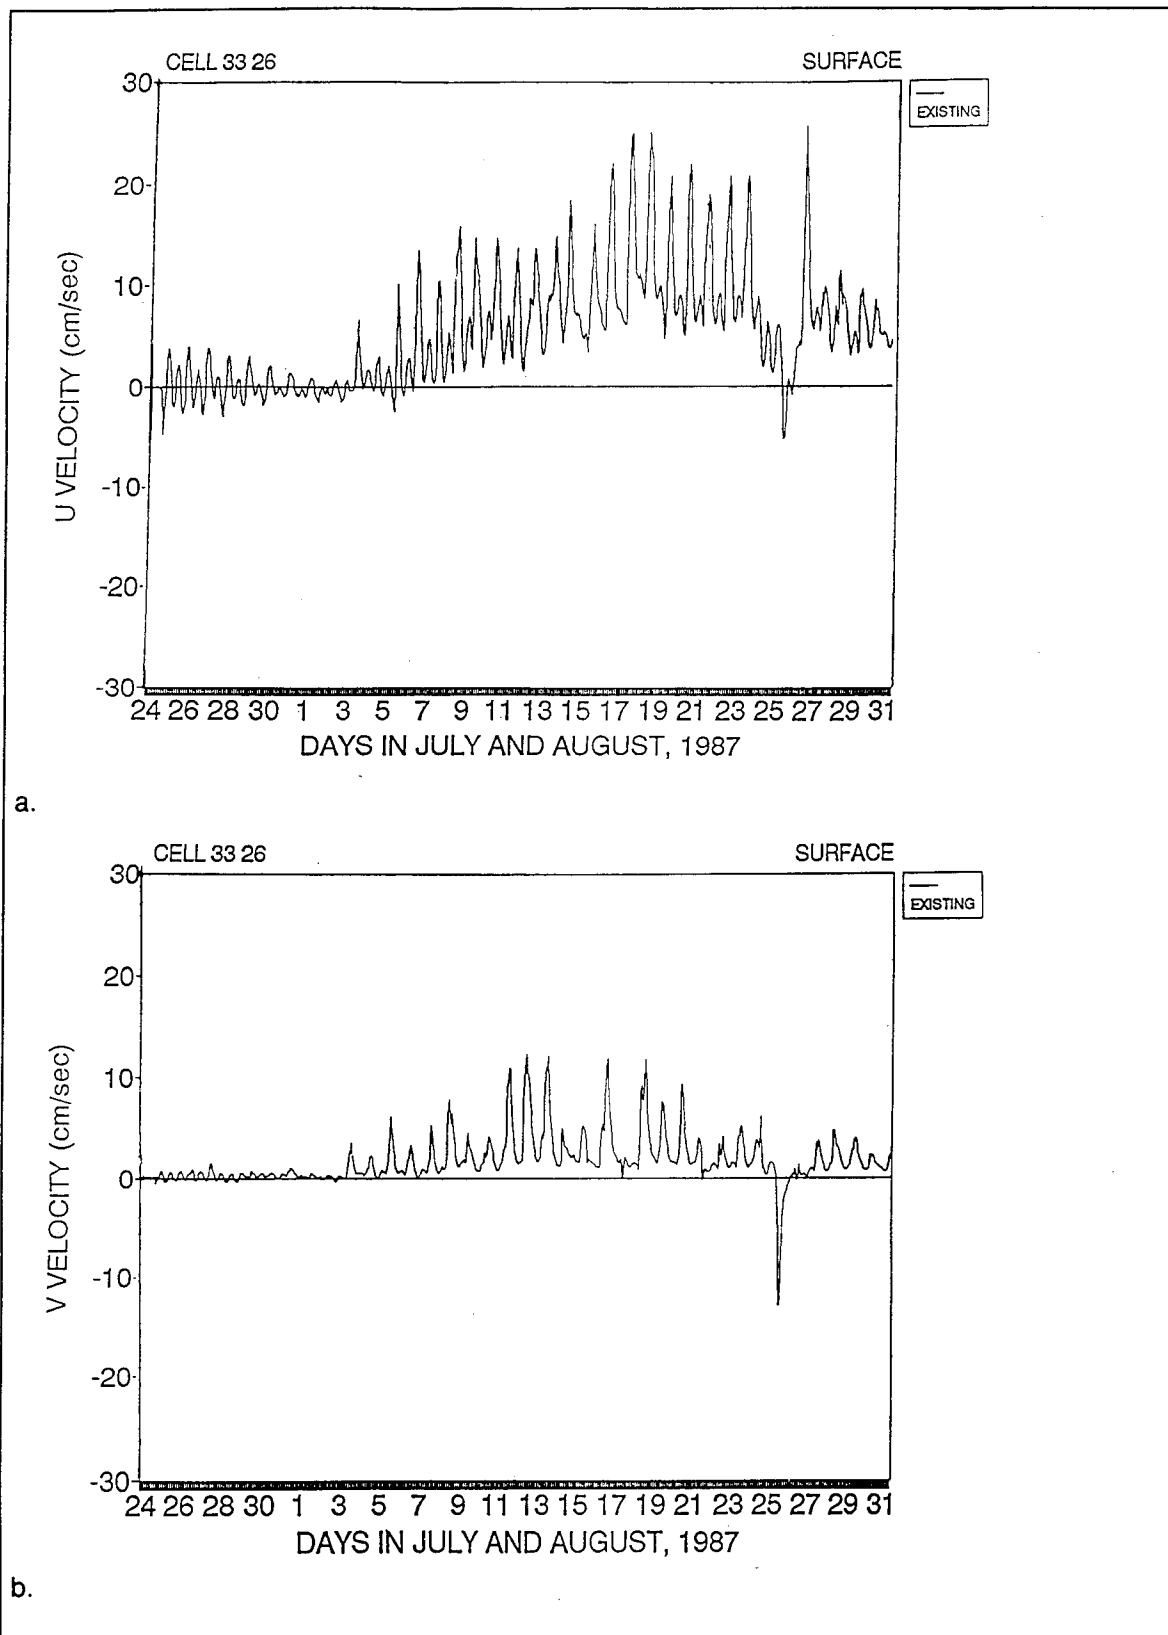 CELL 33 26 SURFACE
EXISTING
30
20
10
0
-10
-20
-30
U VELOCITY (cm/sec)
24 26 28 30 1 3 5 7 9 11 13 15 17 19 21 23 25 27 29 31
DAYS IN JULY AND AUGUST, 1987
a.
CELL 33 26 SURFACE
EXISTING
30
20
10
0
-10
-20
-30
V VELOCITY (cm/sec)
24 26 28 30 1 3 5 7 9 11 13 15 17 19 21 23 25 27 29 31
DAYS IN JULY AND AUGUST, 1987
b.